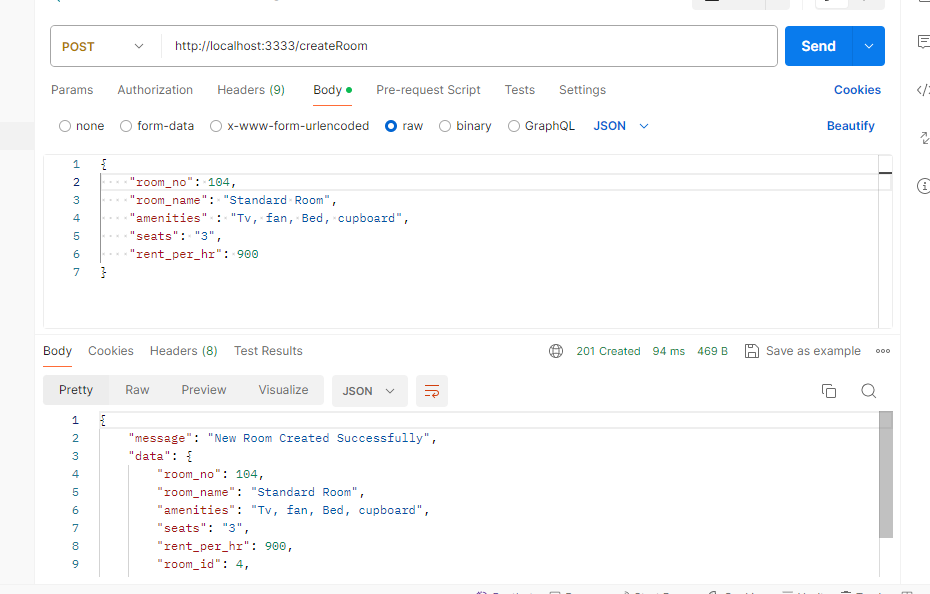 POST http://localhost:3333/createRoom Send
Params Authorization Headers (9) Body Pre-request Script Tests Settings Cookies
none form-data x-www-form-urlencoded raw binary GraphQL JSON Beautify
1 {
2 "room_no": 104,
3 "room_name": "Standard Room",
4 "amenities" : "Tv, fan, Bed, cupboard",
5 "seats": "3",
6 "rent_per_hr": 900
7 }
Body Cookies Headers (8) Test Results 201 Created 94 ms 469 B Save as example
Pretty Raw Preview Visualize JSON
1 {
2 "message": "New Room Created Successfully",
3 "data": {
4 "room_no": 104,
5 "room_name": "Standard Room",
6 "amenities": "Tv, fan, Bed, cupboard",
7 "seats": "3",
8 "rent_per_hr": 900,
9 "room_id": 4,